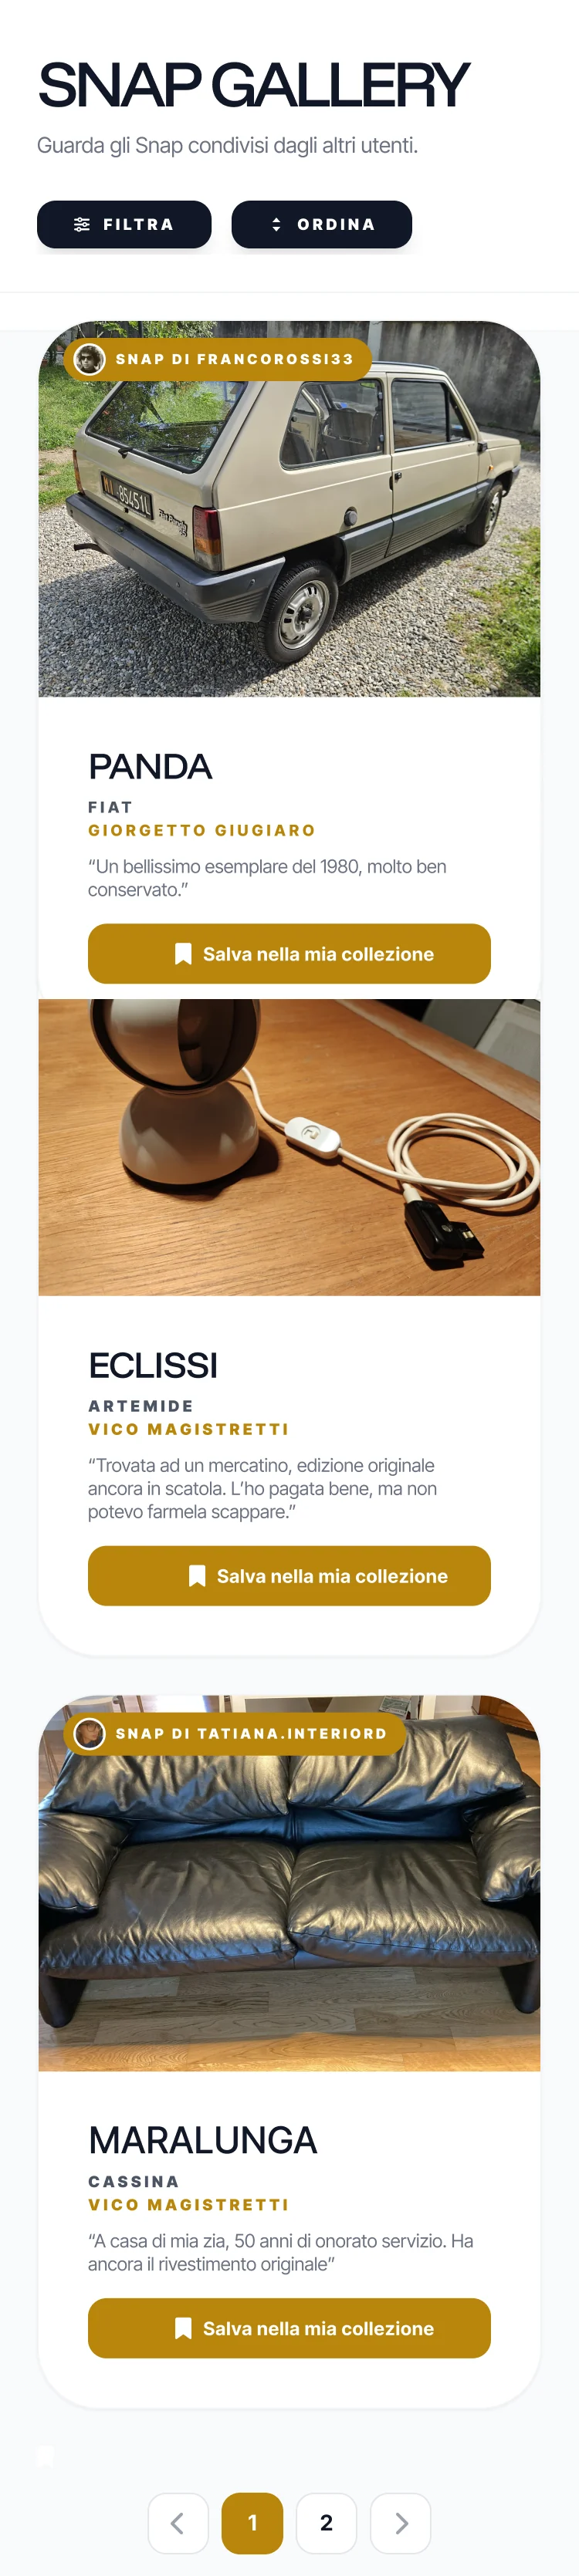 SNAP GALLERY
Guarda gli Snap condivisi dagli altri utenti.
FILTRA
ORDINA
SNAP DI FRANCOROSSI33
MI·85451L
Fiat Panda
PANDA
FIAT
GIORGETTO GIUGIARO
“Un bellissimo esemplare del 1980, molto ben
conservato.”
Salva nella mia collezione
ECLISSI
ARTEMIDE
VICO MAGISTRETTI
“Trovata ad un mercatino, edizione originale
ancora in scatola. L’ho pagata bene, ma non
potevo farmela scappare.”
Salva nella mia collezione
SNAP DI TATIANA.INTERIORD
MARALUNGA
CASSINA
VICO MAGISTRETTI
“A casa di mia zia, 50 anni di onorato servizio. Ha
ancora il rivestimento originale”
Salva nella mia collezione
1
2